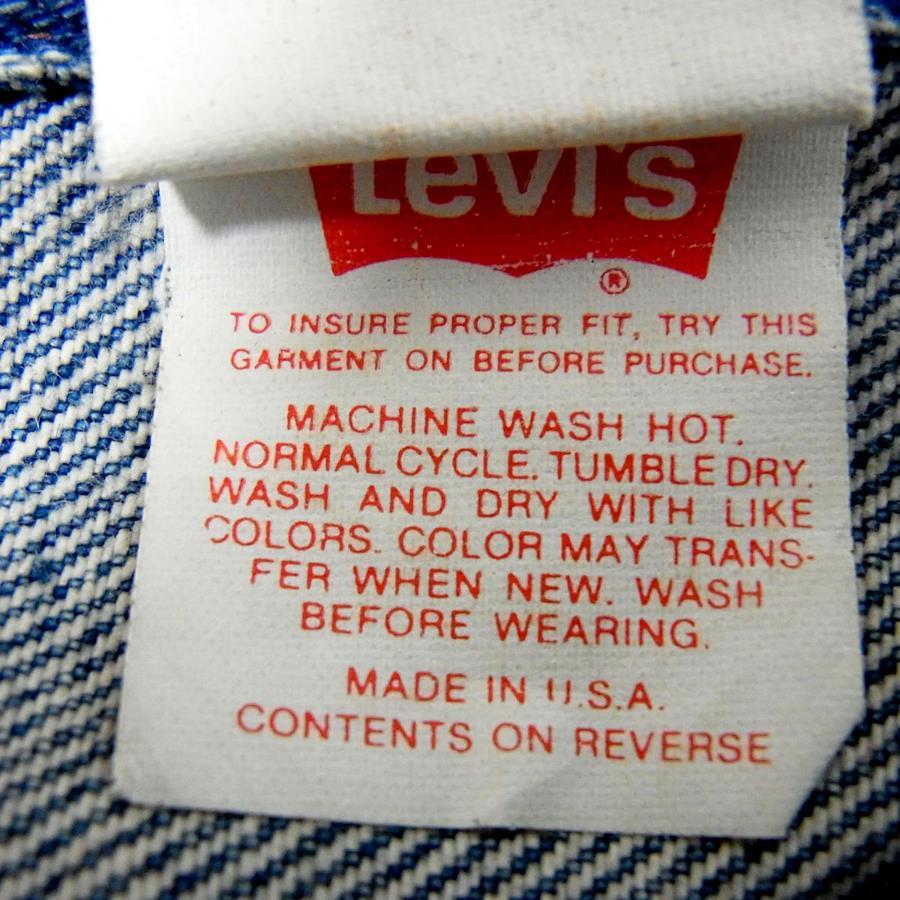 Levi's
®
TO INSURE PROPER FIT, TRY THIS
GARMENT ON BEFORE PURCHASE.
MACHINE WASH HOT.
NORMAL CYCLE. TUMBLE DRY.
WASH AND DRY WITH LIKE
COLORS. COLOR MAY TRANS-
FER WHEN NEW. WASH
BEFORE WEARING.
MADE IN U.S.A.
CONTENTS ON REVERSE